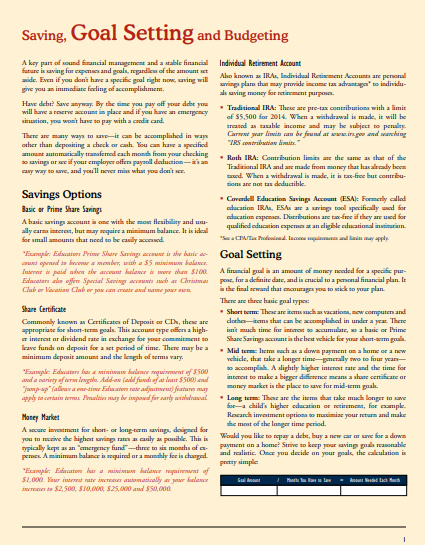 Saving, Goal Setting and Budgeting
A key part of sound financial management and a stable financial
future is saving for expenses and goals, regardless of the amount set
aside. Even if you don't have a specific goal right now, saving will
give you an immediate feeling of accomplishment.
Have debt? Save anyway. By the time you pay off your debt you
will have a reserve account in place and if you have an emergency
situation, you won't have to pay with a credit card.
There are many ways to save—it can be accomplished in ways
other than depositing a check or cash. You can have a specified
amount automatically transferred each month from your checking
to savings or see if your employer offers payroll deduction—it's an
easy way to save, and you'll never miss what you don't see.
Savings Options
Basic or Prime Share Savings
A basic savings account is one with the most flexibility and usu-
ally earns interest, but may require a minimum balance. It is ideal
for small amounts that need to be easily accessed.
*Example: Educators Prime Share Savings account is the basic ac-
count opened to become a member, with a $5 minimum balance.
Interest is paid when the account balance is more than $100.
Educators also offers Special Savings accounts such as Christmas
Club or Vacation Club or you can create and name your own.
Share Certificate
Commonly known as Certificates of Deposit or CDs, these are
appropriate for short-term goals. This account type offers a high-
er interest or dividend rate in exchange for your commitment to
leave funds on deposit for a set period of time. There may be a
minimum deposit amount and the length of terms vary.
*Example: Educators has a minimum balance requirement of $500
and a variety of term lengths. Add-on (add funds of at least $500) and
"jump-up" (allows a one-time Educators rate adjustment) features may
apply to certain terms. Penalties may be imposed for early withdrawal.
Money Market
A secure investment for short- or long-term savings, designed for
you to receive the highest savings rates as easily as possible. This is
typically kept as an "emergency fund"—three to six months of ex-
penses. A minimum balance is required or a monthly fee is charged.
*Example: Educators has a minimum balance requirement of
$1,000. Your interest rate increases automatically as your balance
increases to $2,500, $10,000, $25,000 and $50,000.
Individual Retirement Account
Also known as IRAs, Individual Retirement Accounts are personal
savings plans that may provide income tax advantages* to individu-
als saving money for retirement purposes.
• Traditional IRA: These are pre-tax contributions with a limit
of $5,500 for 2014. When a withdrawal is made, it will be
treated as taxable income and may be subject to penalty.
Current year limits can be found at www.irs.gov and searching
"IRS contribution limits."
• Roth IRA: Contribution limits are the same as that of the
Traditional IRA and are made from money that has already been
taxed. When a withdrawal is made, it is tax-free but contribu-
tions are not tax deductible.
• Coverdell Education Savings Account (ESA): Formerly called
education IRAs, ESAs are a savings tool specifically used for
education expenses. Distributions are tax-free if they are used for
qualified education expenses at an eligible educational institution.
*See a CPA/Tax Professional. Income requirements and limits may apply.
Goal Setting
A financial goal is an amount of money needed for a specific pur-
pose, for a definite date, and is crucial to a personal financial plan. It
is the final reward that encourages you to stick to your plan.
There are three basic goal types:
• Short term: These are items such as vacations, new computers and
clothes—items that can be accomplished in under a year. There
isn't much time for interest to accumulate, so a basic or Prime
Share Savings account is the best vehicle for your short-term goals.
• Mid term: Items such as a down payment on a home or a new
vehicle, that take a longer time—generally two to four years—
to accomplish. A slightly higher interest rate and the time for
interest to make a bigger difference means a share certificate or
money market is the place to save for mid-term goals.
• Long term: These are the items that take much longer to save
for—a child's higher education or retirement, for example.
Research investment options to maximize your return and make
the most of the longer time period.
Would you like to repay a debt, buy a new car or save for a down
payment on a home? Strive to keep your savings goals reasonable
and realistic. Once you decide on your goals, the calculation is
pretty simple:
Goal Amount / Months You Have to Save = Amount Needed Each Month
1